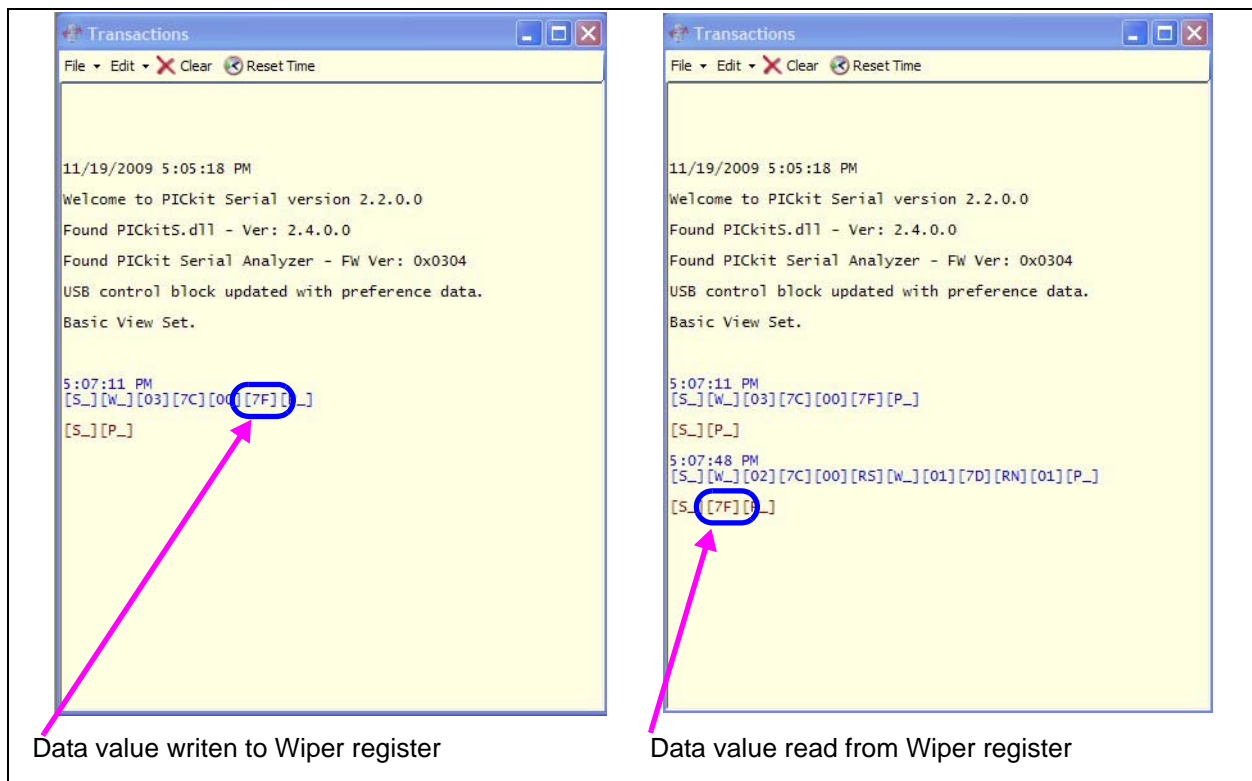 Transactions
File Edit Clear Reset Time
11/19/2009 5:05:18 PM
Welcome to PICkit Serial version 2.2.0.0
Found PICkitS.dll - Ver: 2.4.0.0
Found PICkit Serial Analyzer - FW Ver: 0x0304
USB control block updated with preference data.
Basic View Set.
5:07:11 PM
[S_][W_][03][7C][00][7F][P_]
[S_][P_]
Data value writen to Wiper register
Transactions
File Edit Clear Reset Time
11/19/2009 5:05:18 PM
Welcome to PICkit Serial version 2.2.0.0
Found PICkitS.dll - Ver: 2.4.0.0
Found PICkit Serial Analyzer - FW Ver: 0x0304
USB control block updated with preference data.
Basic View Set.
5:07:11 PM
[S_][W_][03][7C][00][7F][P_]
[S_][P_]
5:07:48 PM
[S_][W_][02][7C][00][RS][W_][01][7D][RN][01][P_]
[S_][7F][P_]
Data value read from Wiper register